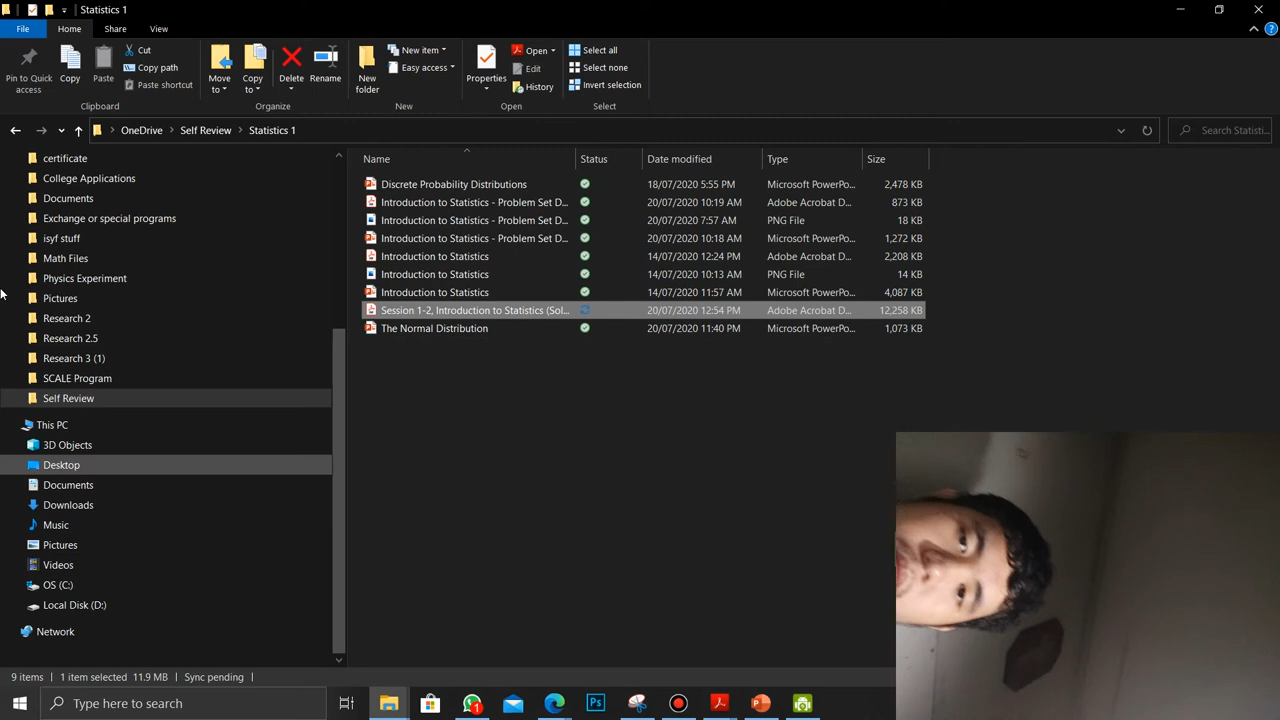 Statistics 1
File Home Share View
Pin to Quick access
Copy
Paste
Cut
Copy path
Paste shortcut
Clipboard
Move to
Copy to
Delete
Rename
Organize
New folder
New item
Easy access
New
Properties
Open
Edit
History
Open
Select all
Select none
Invert selection
Select
OneDrive > Self Review > Statistics 1
Search Statisti...
certificate
College Applications
Documents
Exchange or special programs
isyf stuff
Math Files
Physics Experiment
Pictures
Research 2
Research 2.5
Research 3 (1)
SCALE Program
Self Review
This PC
3D Objects
Desktop
Documents
Downloads
Music
Pictures
Videos
OS (C:)
Local Disk (D:)
Network
Name Status Date modified Type Size
Discrete Probability Distributions 18/07/2020 5:55 PM Microsoft PowerPo... 2,478 KB
Introduction to Statistics - Problem Set D... 20/07/2020 10:19 AM Adobe Acrobat D... 873 KB
Introduction to Statistics - Problem Set D... 20/07/2020 7:57 AM PNG File 18 KB
Introduction to Statistics - Problem Set D... 20/07/2020 10:18 AM Microsoft PowerPo... 1,272 KB
Introduction to Statistics 14/07/2020 12:24 PM Adobe Acrobat D... 2,208 KB
Introduction to Statistics 14/07/2020 10:13 AM PNG File 14 KB
Introduction to Statistics 14/07/2020 11:57 AM Microsoft PowerPo... 4,087 KB
Session 1-2, Introduction to Statistics (Sol... 20/07/2020 12:54 PM Adobe Acrobat D... 12,258 KB
The Normal Distribution 20/07/2020 11:40 PM Microsoft PowerPo... 1,073 KB
9 items 1 item selected 11.9 MB Sync pending
Type here to search
1
Ps